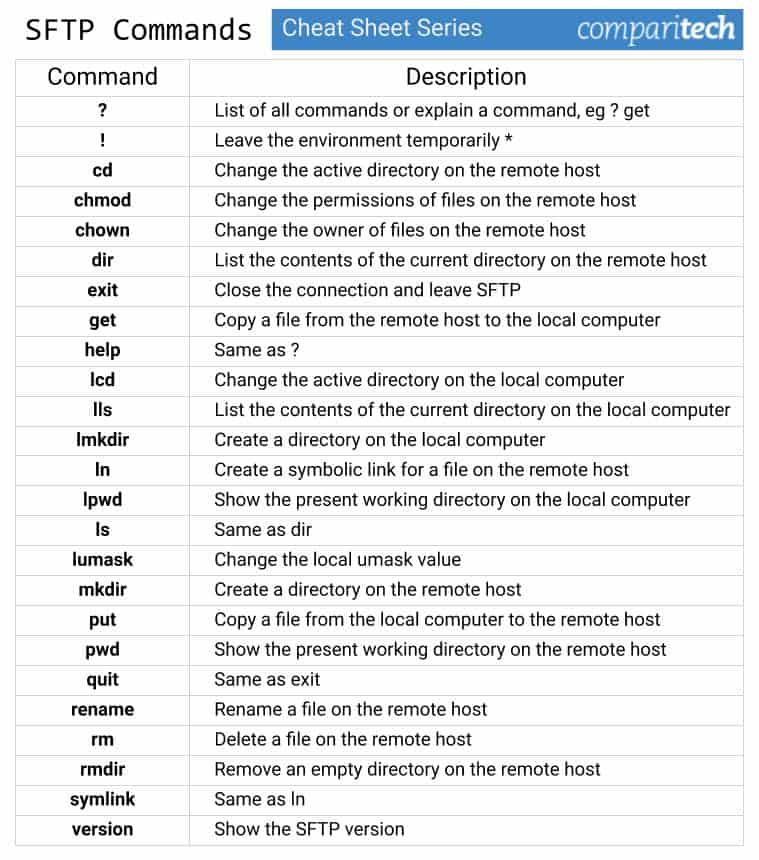 SFTP Commands Cheat Sheet Series comparitech
Command Description
? List of all commands or explain a command, eg ? get
! Leave the environment temporarily *
cd Change the active directory on the remote host
chmod Change the permissions of files on the remote host
chown Change the owner of files on the remote host
dir List the contents of the current directory on the remote host
exit Close the connection and leave SFTP
get Copy a file from the remote host to the local computer
help Same as ?
lcd Change the active directory on the local computer
lls List the contents of the current directory on the local computer
lmkdir Create a directory on the local computer
ln Create a symbolic link for a file on the remote host
lpwd Show the present working directory on the local computer
ls Same as dir
lumask Change the local umask value
mkdir Create a directory on the remote host
put Copy a file from the local computer to the remote host
pwd Show the present working directory on the remote host
quit Same as exit
rename Rename a file on the remote host
rm Delete a file on the remote host
rmdir Remove an empty directory on the remote host
symlink Same as ln
version Show the SFTP version